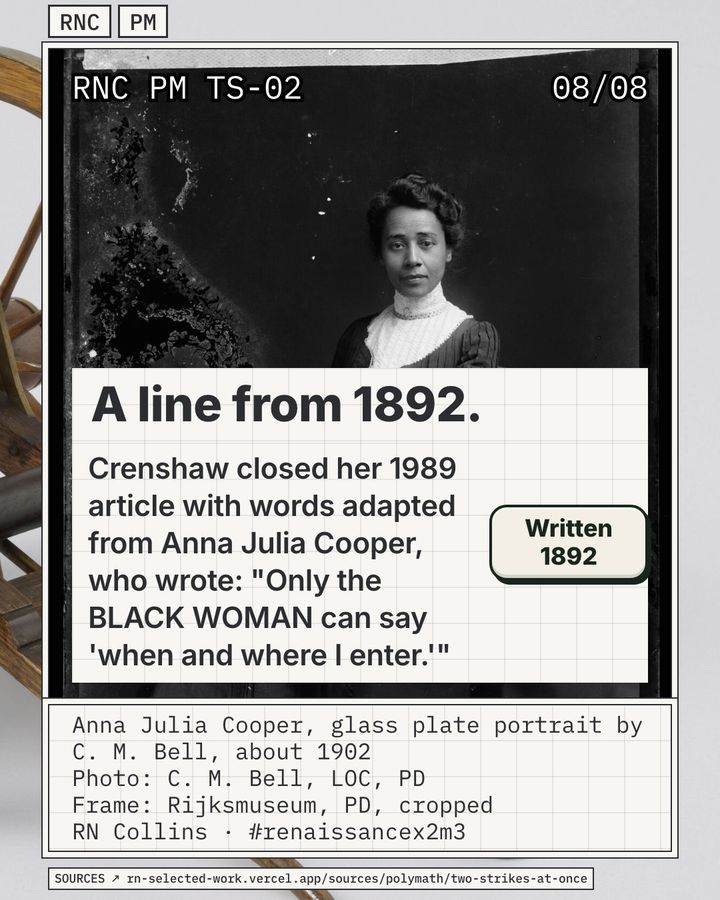 RNC PM
RNC PM TS-02 08/08
A line from 1892.
Crenshaw closed her 1989
article with words adapted
from Anna Julia Cooper,
who wrote: "Only the
BLACK WOMAN can say
'when and where I enter.'"
Written
1892
Anna Julia Cooper, glass plate portrait by
C. M. Bell, about 1902
Photo: C. M. Bell, LOC, PD
Frame: Rijksmuseum, PD, cropped
RN Collins · #renaissancex2m3
SOURCES ↗ rn-selected-work.vercel.app/sources/polymath/two-strikes-at-once